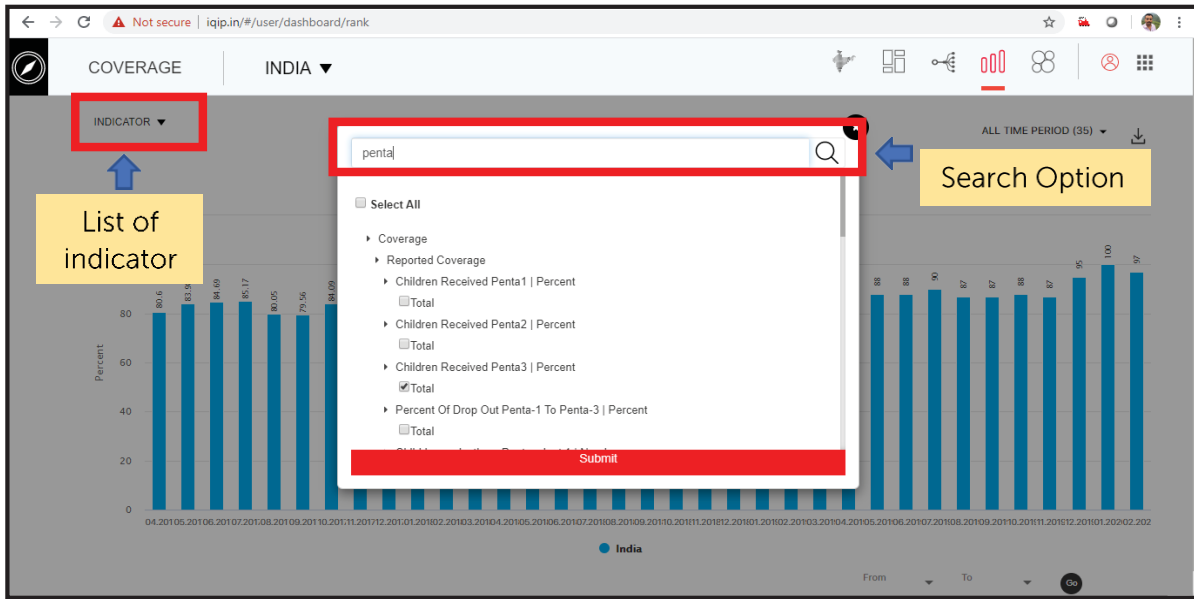 Not secure | iqip.in/#/user/dashboard/rank
COVERAGE
INDIA ▼
INDICATOR ▼
ALL TIME PERIOD (35)
penta
Search Option
List of
indicator
Select All
Coverage
Reported Coverage
Children Received Penta1 | Percent
Total
Children Received Penta2 | Percent
Total
Children Received Penta3 | Percent
Total
Percent Of Drop Out Penta-1 To Penta-3 | Percent
Total
Submit
80.6
84.69
85.17
80.05
79.56
84.09
88
88
90
87
87
88
87
95
100
97
Percent
80
60
40
20
0
India
From
To
Go